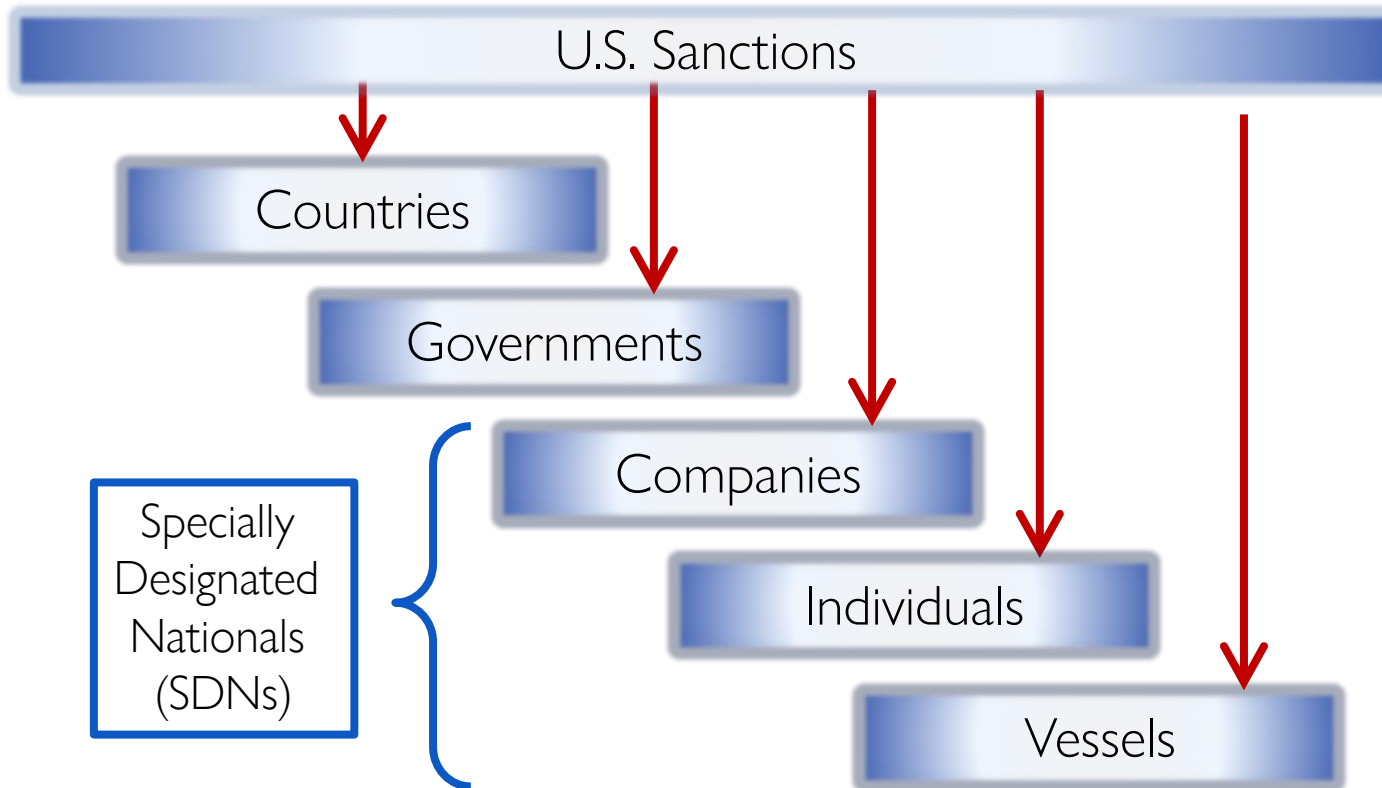 U.S. Sanctions
Countries
Governments
Companies
Specially
Designated
Nationals
(SDNs)
Individuals
Vessels